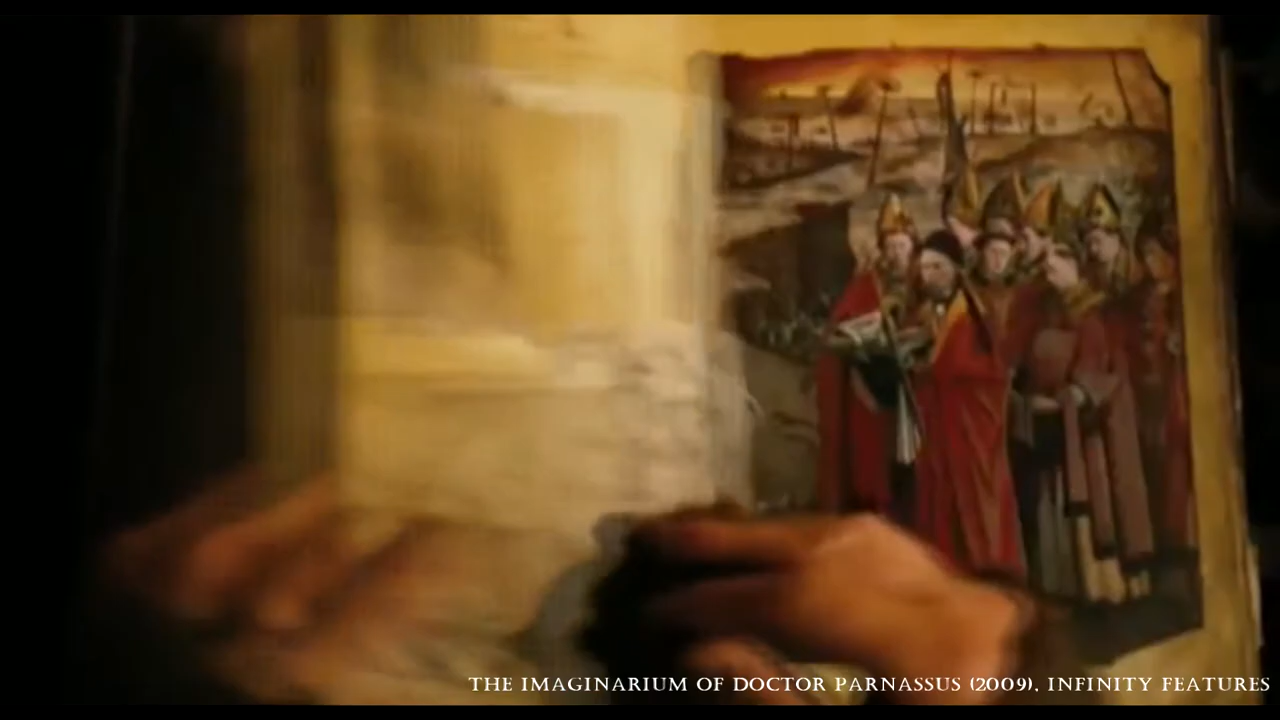 THE IMAGINARIUM OF DOCTOR PARNASSUS (2009), INFINITY FEATURES